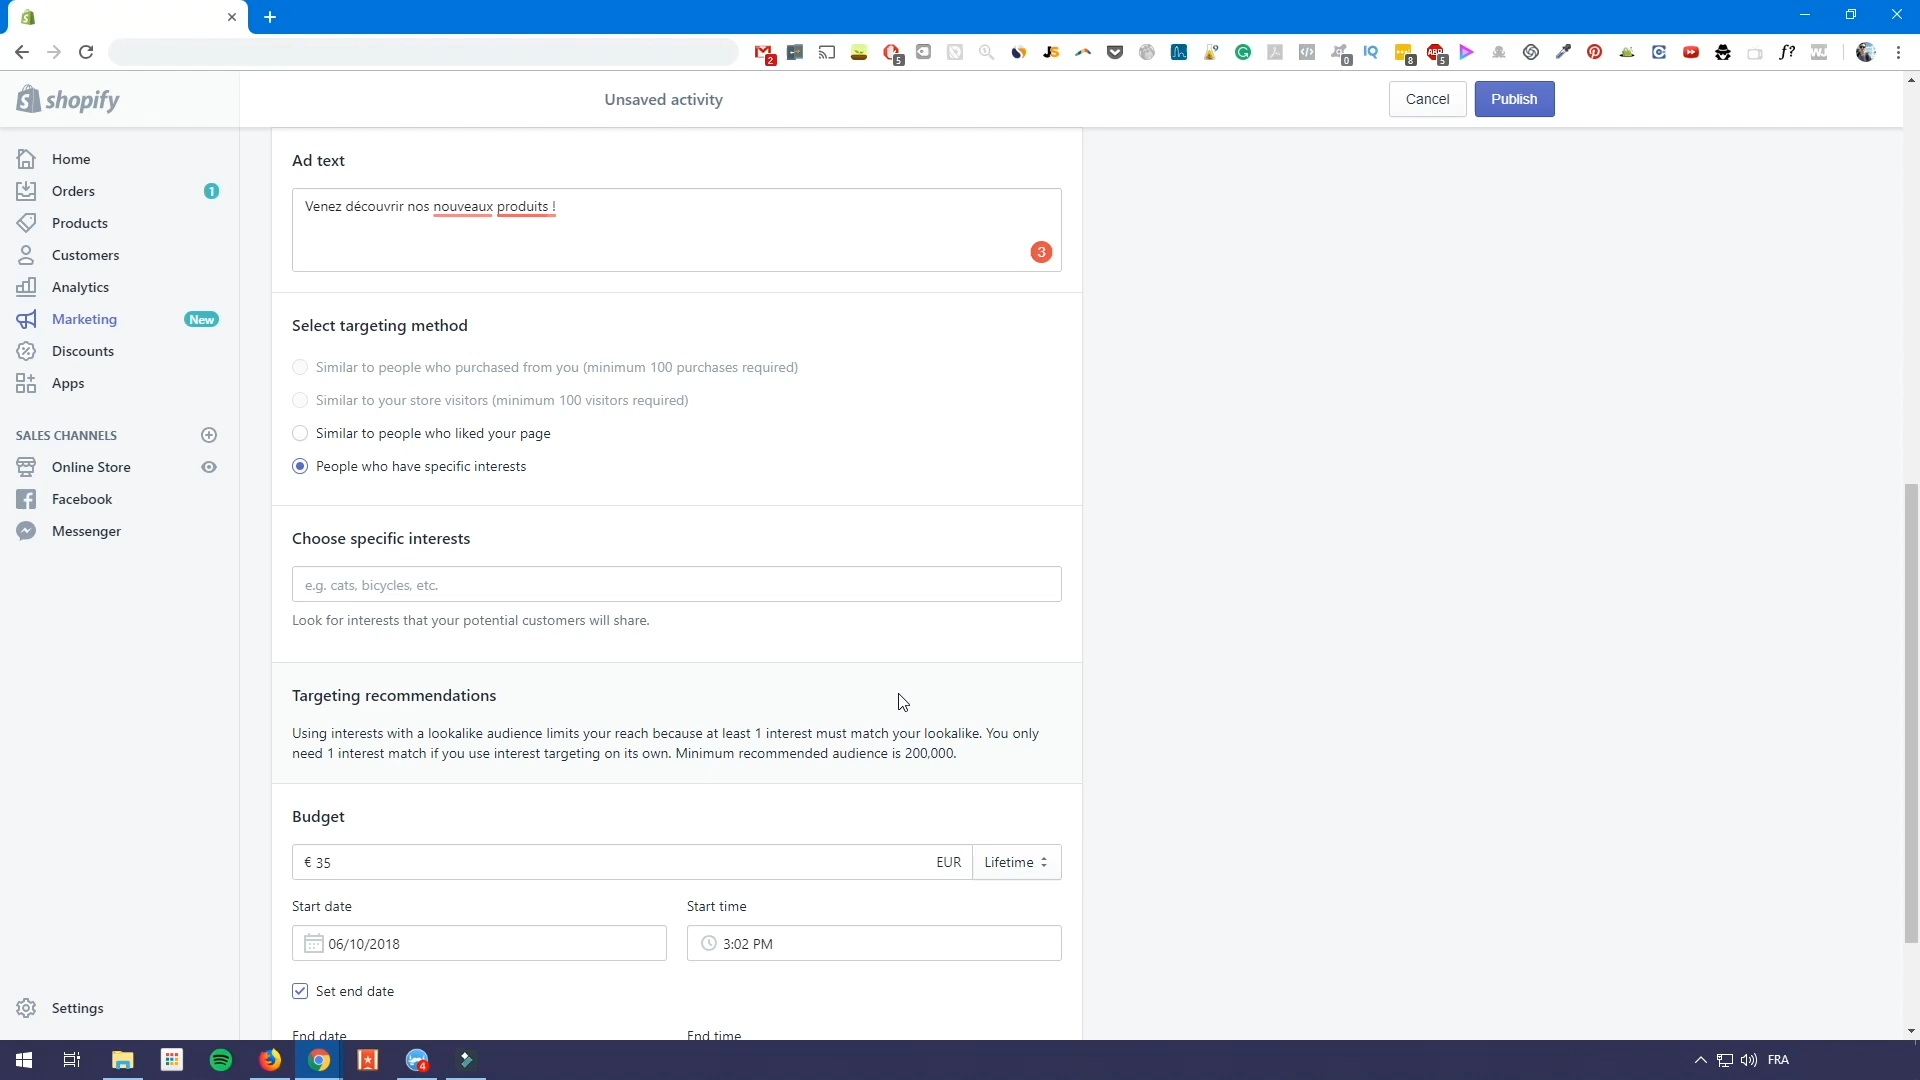 2
5
0
8
5
shopify
Unsaved activity
Cancel
Publish
Home
Orders
1
Products
Customers
Analytics
Marketing
New
Discounts
Apps
SALES CHANNELS
Online Store
Facebook
Messenger
Settings
Ad text
Venez découvrir nos nouveaux produits !
3
Select targeting method
Similar to people who purchased from you (minimum 100 purchases required)
Similar to your store visitors (minimum 100 visitors required)
Similar to people who liked your page
People who have specific interests
Choose specific interests
e.g. cats, bicycles, etc.
Look for interests that your potential customers will share.
Targeting recommendations
Using interests with a lookalike audience limits your reach because at least 1 interest must match your lookalike. You only
need 1 interest match if you use interest targeting on its own. Minimum recommended audience is 200,000.
Budget
€ 35
EUR
Lifetime
Start date
Start time
06/10/2018
3:02 PM
Set end date
End date
End time
4
FRA